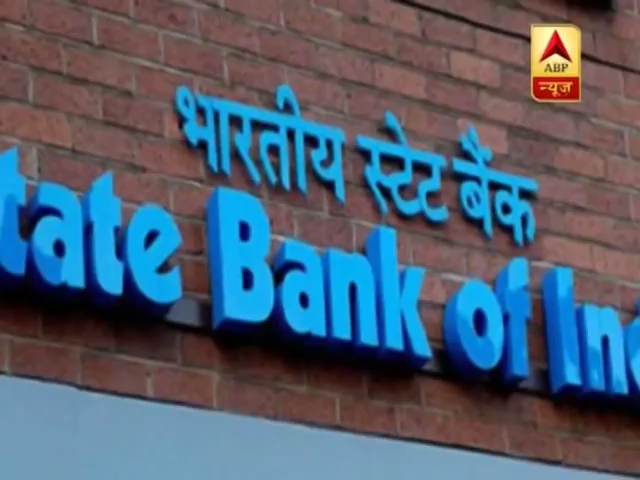 ABP
न्यूज़
भारतीय स्टेट बैंक
tate Bank of Ind